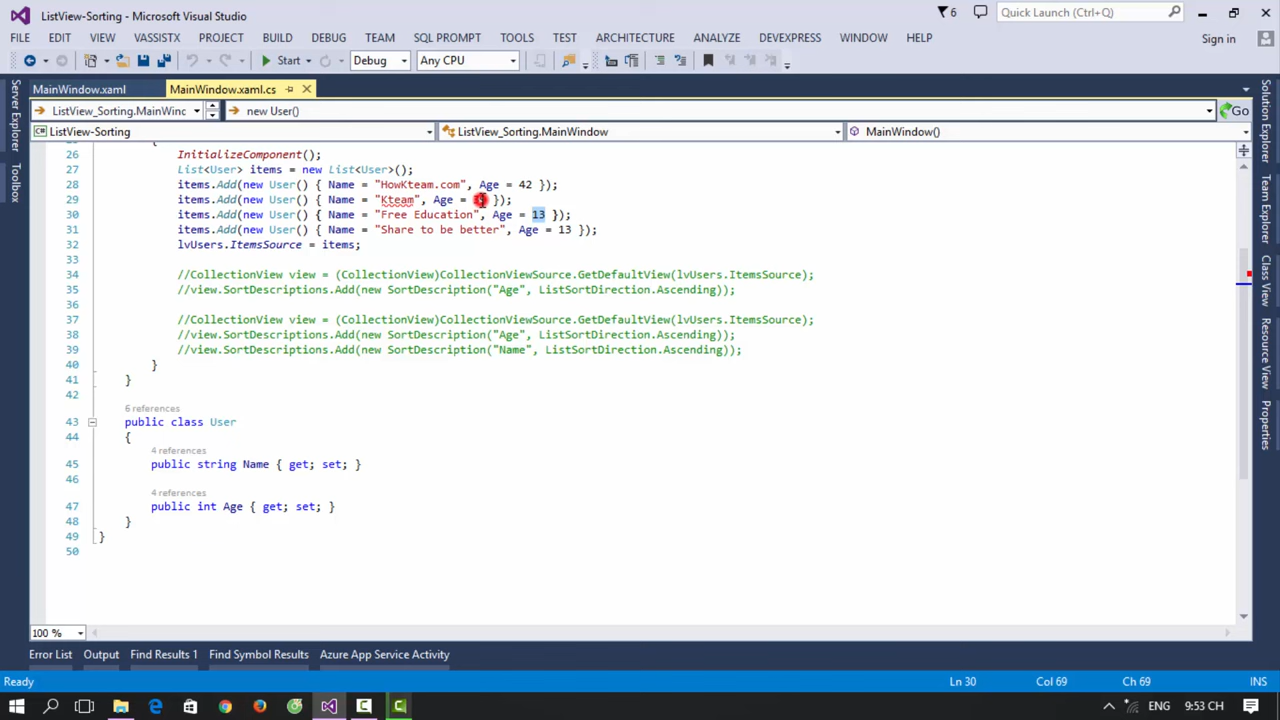 ListView-Sorting - Microsoft Visual Studio
6
Quick Launch (Ctrl+Q)
FILE EDIT VIEW VASSISTX PROJECT BUILD DEBUG TEAM SQL PROMPT TOOLS TEST ARCHITECTURE ANALYZE DEVEXPRESS WINDOW HELP
Sign in
Start Debug Any CPU
MainWindow.xaml MainWindow.xaml.cs
ListView_Sorting.MainWinc new User() Go
ListView-Sorting ListView_Sorting.MainWindow MainWindow()
Server Explorer
Toolbox
26 InitializeComponent();
27 List<User> items = new List<User>();
28 items.Add(new User() { Name = "HowKteam.com", Age = 42 });
29 items.Add(new User() { Name = "Kteam", Age = });
30 items.Add(new User() { Name = "Free Education", Age = 13 });
31 items.Add(new User() { Name = "Share to be better", Age = 13 });
32 lvUsers.ItemsSource = items;
33
34 //CollectionView view = (CollectionView)CollectionViewSource.GetDefaultView(lvUsers.ItemsSource);
35 //view.SortDescriptions.Add(new SortDescription("Age", ListSortDirection.Ascending));
36
37 //CollectionView view = (CollectionView)CollectionViewSource.GetDefaultView(lvUsers.ItemsSource);
38 //view.SortDescriptions.Add(new SortDescription("Age", ListSortDirection.Ascending));
39 //view.SortDescriptions.Add(new SortDescription("Name", ListSortDirection.Ascending));
40 }
41 }
42
6 references
43 public class User
44 {
4 references
45 public string Name { get; set; }
46
4 references
47 public int Age { get; set; }
48 }
49 }
50
Solution Explorer
Team Explorer
Class View
Resource View
Properties
100 %
Error List Output Find Results 1 Find Symbol Results Azure App Service Activity
Ready Ln 30 Col 69 Ch 69 INS
ENG 9:53 CH